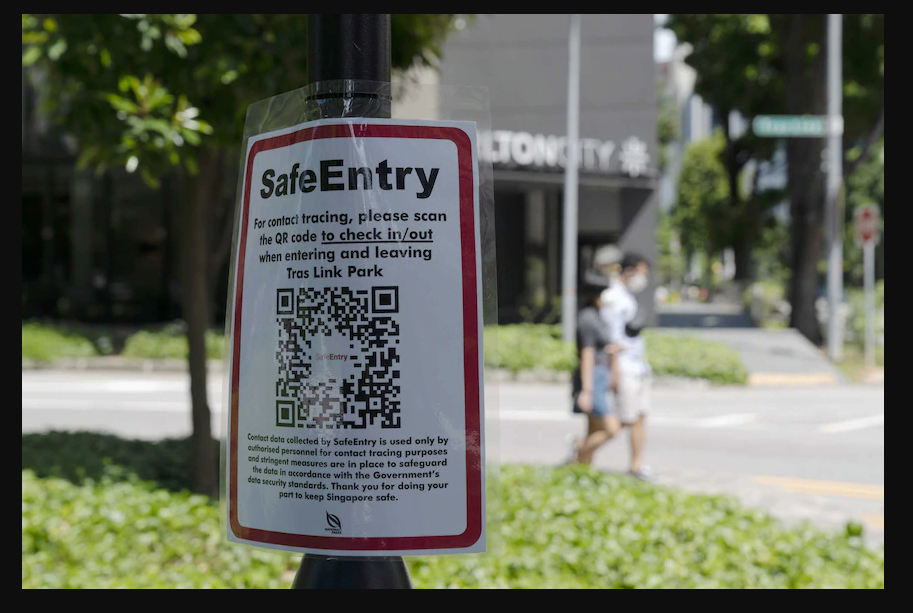 SafeEntry
For contact tracing, please scan
the QR code to check in/out
when entering and leaving
Tras Link Park
SafeEntry
Contact data collected by SafeEntry is used only by
authorised personnel for contact tracing purposes
and stringent measures are in place to safeguard
the data in accordance with the Government's
data security standards. Thank you for doing your
part to keep Singapore safe.
LTONCITY